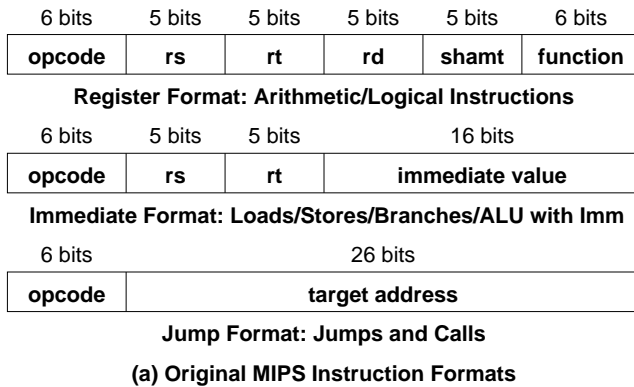 6 bits 5 bits 5 bits 5 bits 5 bits 6 bits
opcode rs rt rd shamt function
Register Format: Arithmetic/Logical Instructions
6 bits 5 bits 5 bits 16 bits
opcode rs rt immediate value
Immediate Format: Loads/Stores/Branches/ALU with Imm
6 bits 26 bits
opcode target address
Jump Format: Jumps and Calls
(a) Original MIPS Instruction Formats